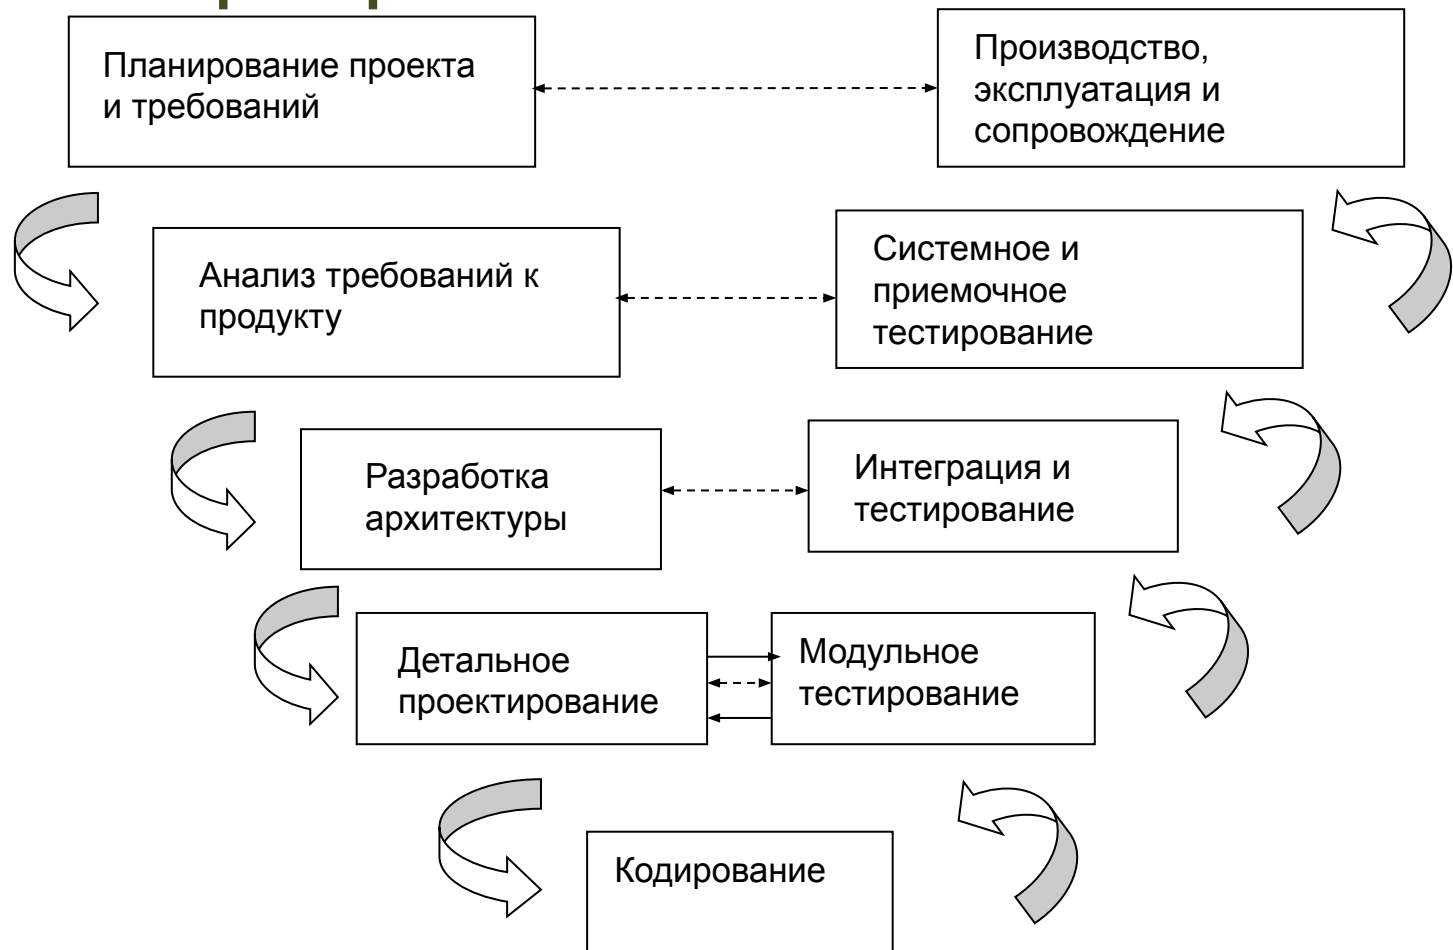 Планирование проекта
и требований
Производство,
эксплуатация и
сопровождение
Анализ требований к
продукту
Системное и
приемочное
тестирование
Разработка
архитектуры
Интеграция и
тестирование
Детальное
проектирование
Модульное
тестирование
Кодирование